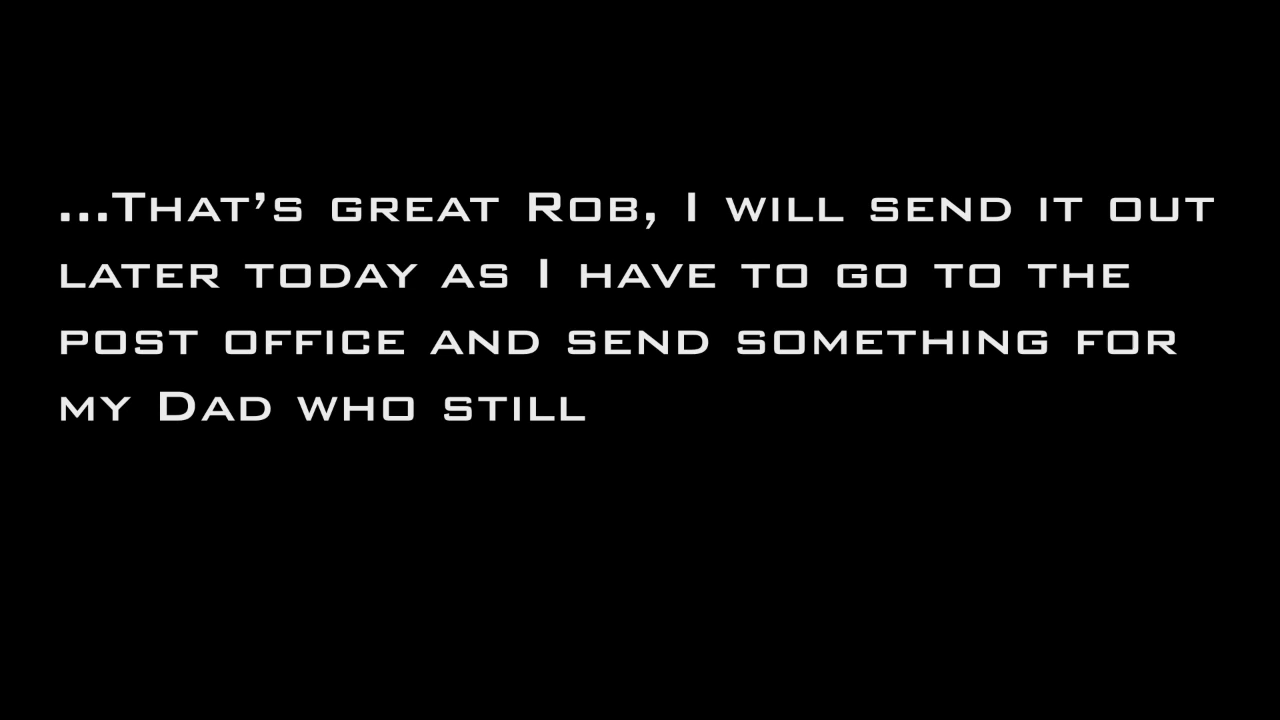 ...That's great Rob, I will send it out
later today as I have to go to the
post office and send something for
my Dad who still